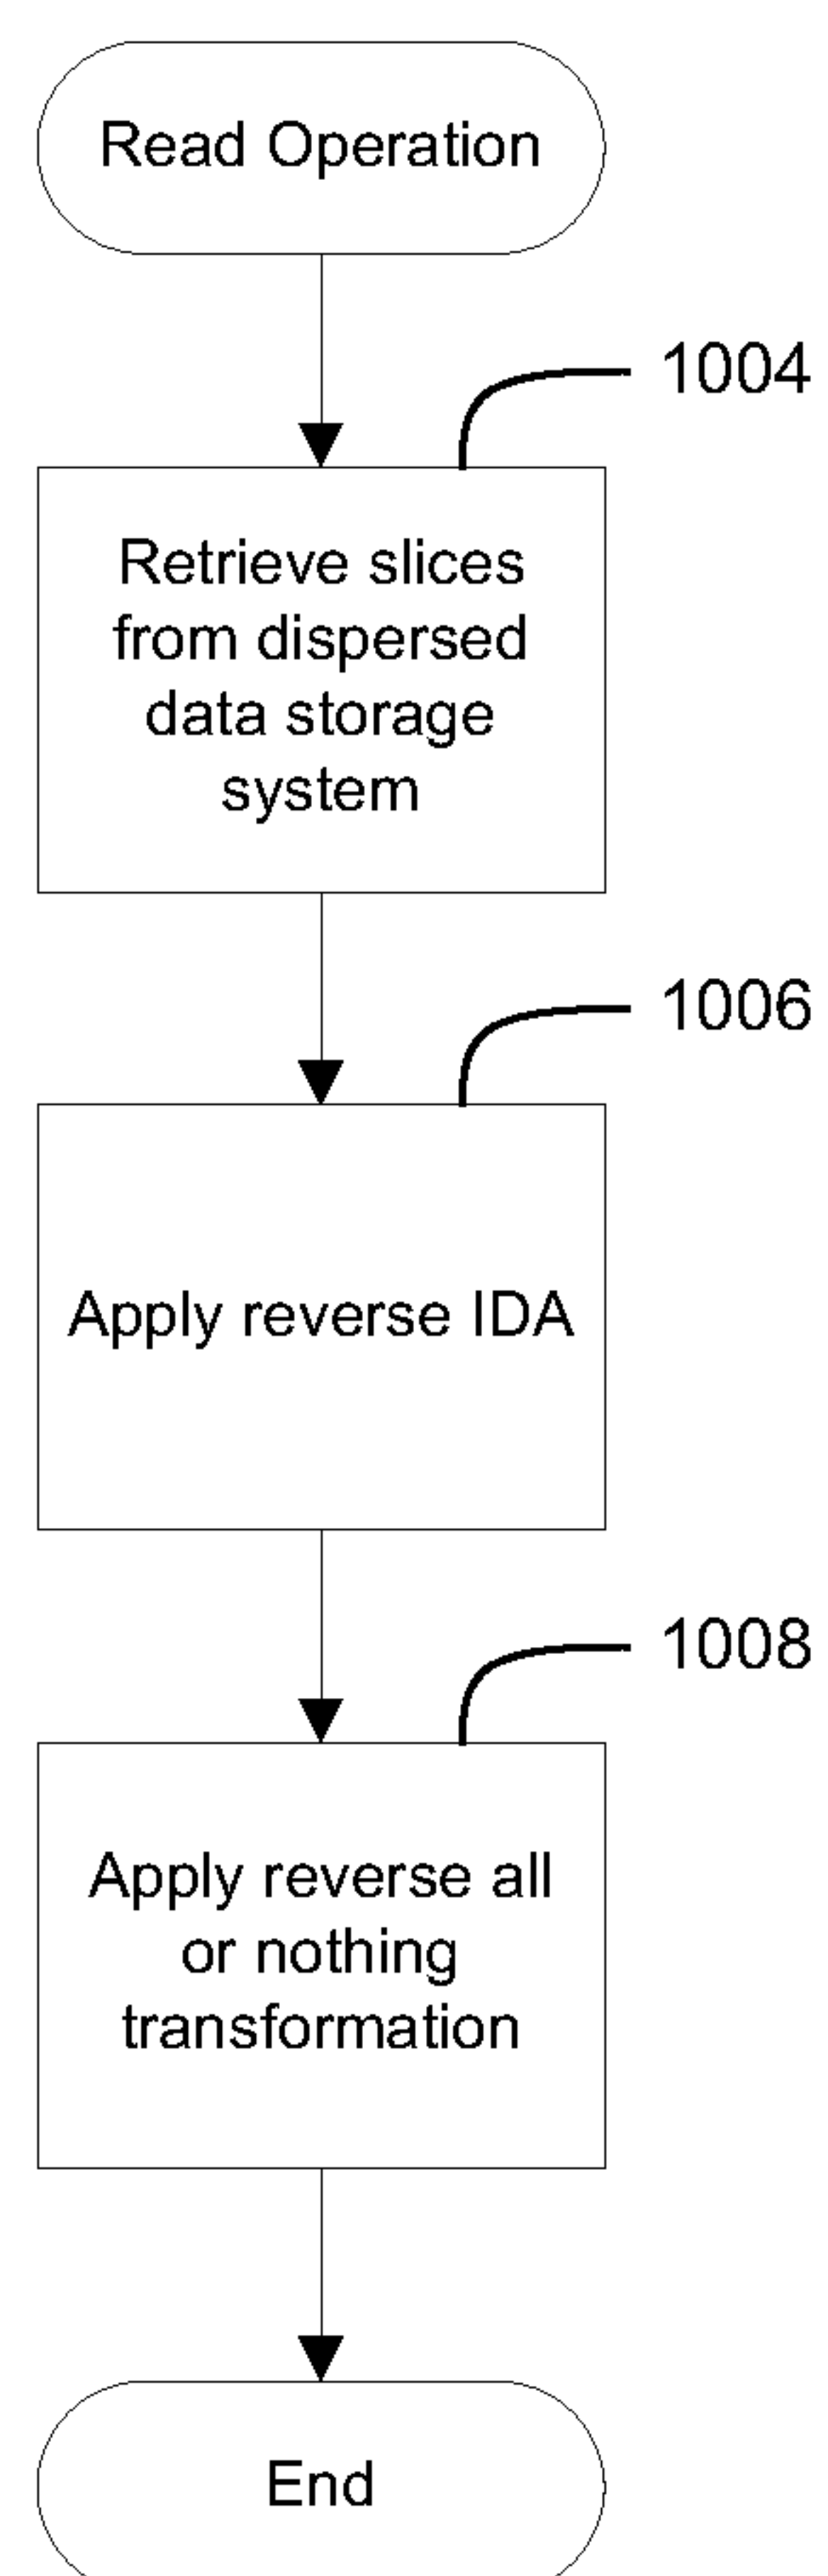 Read Operation
1004
Retrieve slices
from dispersed
data storage
system
1006
Apply reverse IDA
1008
Apply reverse all
or nothing
transformation
End